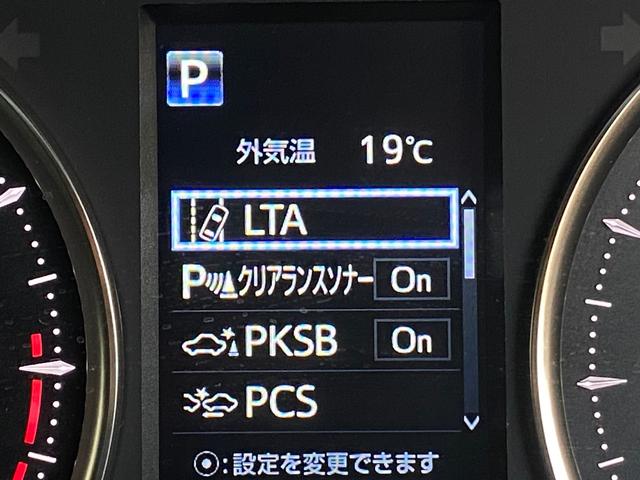 P
外気温 19℃
LTA
P クリアランスソナー On
PKSB On
PCS
⦿:設定を変更できます